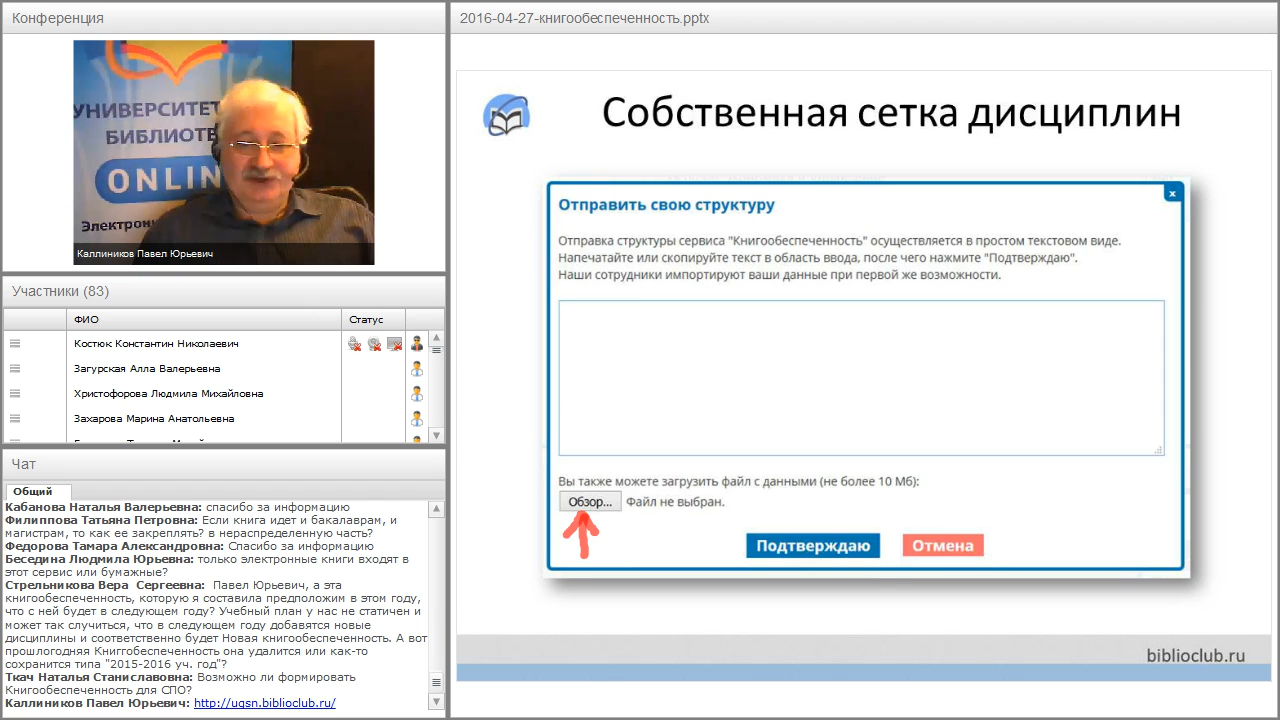 Конференция
УНИВЕРСИТЕТ
БИБЛИОТЕ
ONLIN
Электрон
Каллиников Павел Юрьевич
Участники (83)
ФИО
Статус
Костюк Константин Николаевич
Загурская Алла Валерьевна
Христофорова Людмила Михайловна
Захарова Марина Анатольевна
Чат
Общий
Кабанова Наталья Валерьевна: спасибо за информацию
Филиппова Татьяна Петровна: Если книга идет и бакалаврам, и
магистрам, то как ее закреплять? в нераспределенную часть?
Федорова Тамара Александровна: Спасибо за информацию
Беседина Людмила Юрьевна: только электронные книги входят в
этот сервис или бумажные?
Стрельникова Вера Сергеевна: Павел Юрьевич, а эта
книгообеспеченность, которую я составила предположим в этом году,
что с ней будет в следующем году? Учебный план у нас не статичен и
может так случиться, что в следующем году добавятся новые
дисциплины и соответственно будет Новая книгообеспеченность. А вот
прошлогодняя Книггобеспеченность она удалится или как-то
сохранится типа "2015-2016 уч. год"?
Ткач Наталья Станиславовна: Возможно ли формировать
Книгообеспеченность для СПО?
Каллиников Павел Юрьевич: http://ugsn.biblioclub.ru/
2016-04-27-книгообеспеченность.pptx
Собственная сетка дисциплин
x
Отправить свою структуру
Отправка структуры сервиса "Книгообеспеченность" осуществляется в простом текстовом виде.
Напечатайте или скопируйте текст в область ввода, после чего нажмите "Подтверждаю".
Наши сотрудники импортируют ваши данные при первой же возможности.
Вы также можете загрузить файл с данными (не более 10 Мб):
Обзор... Файл не выбран.
Подтверждаю Отмена
biblioclub.ru